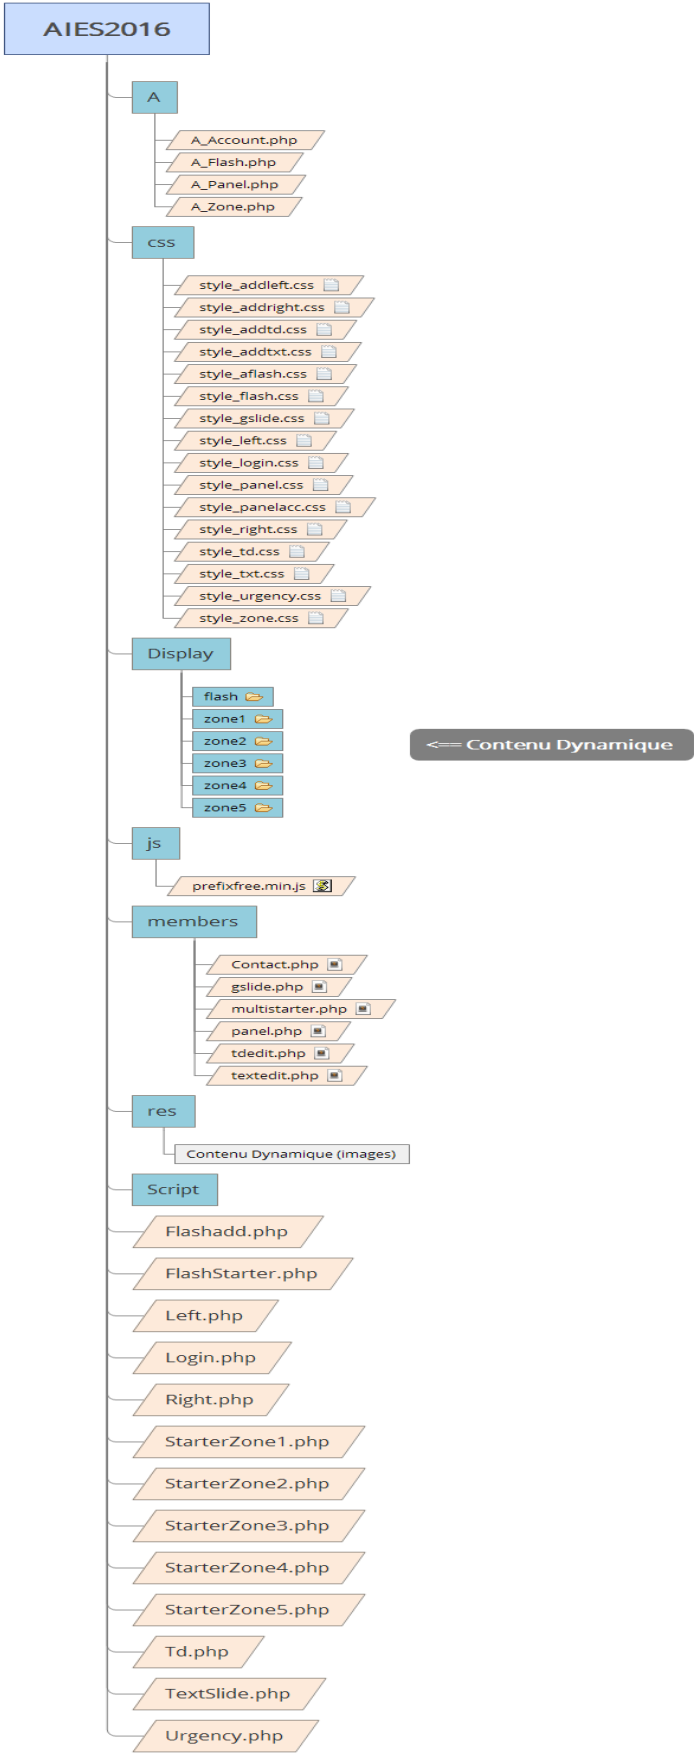 AIES2016
A
A_Account.php
A_Flash.php
A_Panel.php
A_Zone.php
css
style_addleft.css
style_addright.css
style_addtd.css
style_addtxt.css
style_aflash.css
style_flash.css
style_gslide.css
style_left.css
style_login.css
style_panel.css
style_panelacc.css
style_right.css
style_td.css
style_txt.css
style_urgency.css
style_zone.css
Display
flash
zone1
zone2
<== Contenu Dynamique
zone3
zone4
zone5
js
prefixfree.min.js
members
Contact.php
gslide.php
multistarter.php
panel.php
tdedit.php
textedit.php
res
Contenu Dynamique (images)
Script
Flashadd.php
FlashStarter.php
Left.php
Login.php
Right.php
StarterZone1.php
StarterZone2.php
StarterZone3.php
StarterZone4.php
StarterZone5.php
Td.php
TextSlide.php
Urgency.php